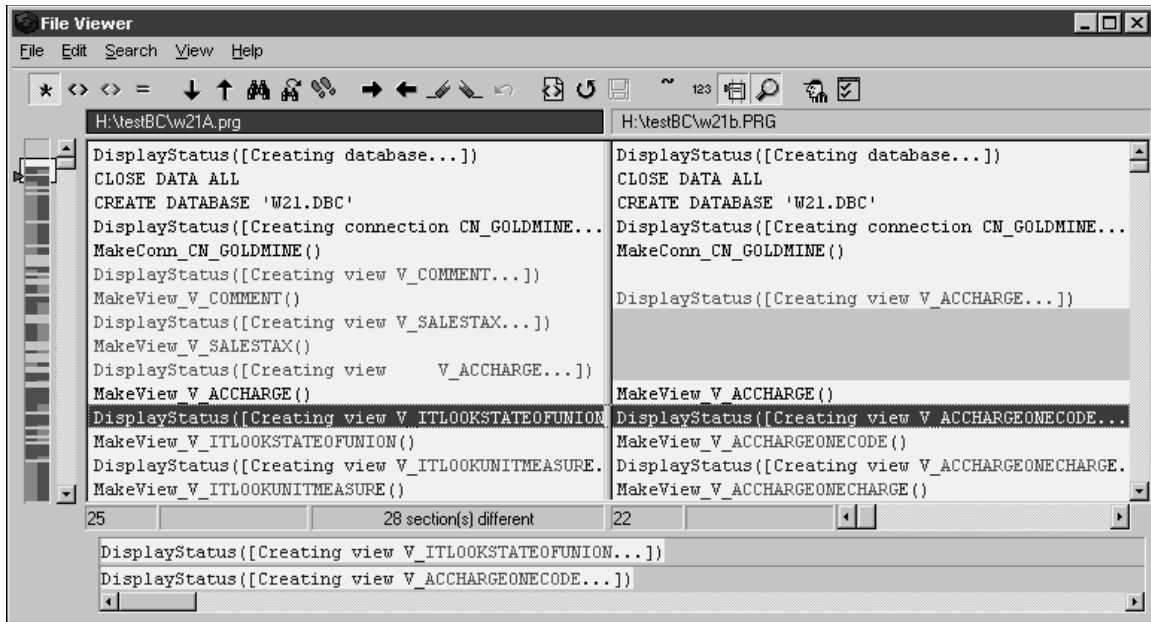 File Viewer
File Edit Search View Help
123
H:\testBC\w21A.prg
H:\testBC\w21b.PRG
DisplayStatus([Creating database...])
CLOSE DATA ALL
CREATE DATABASE 'W21.DBC'
DisplayStatus([Creating connection CN_GOLDMINE...
MakeConn_CN_GOLDMINE()
DisplayStatus([Creating view V_COMMENT...])
MakeView_V_COMMENT()
DisplayStatus([Creating view V_SALESTAX...])
MakeView_V_SALESTAX()
DisplayStatus([Creating view     V_ACCHARGE...])
MakeView_V_ACCHARGE()
DisplayStatus([Creating view V_ITLOOKSTATEOFUNION
MakeView_V_ITLOOKSTATEOFUNION()
DisplayStatus([Creating view V_ITLOOKUNITMEASURE.
MakeView_V_ITLOOKUNITMEASURE()
DisplayStatus([Creating database...])
CLOSE DATA ALL
CREATE DATABASE 'W21.DBC'
DisplayStatus([Creating connection CN_GOLDMINE...
MakeConn_CN_GOLDMINE()
DisplayStatus([Creating view V_ACCHARGE...])
MakeView_V_ACCHARGE()
DisplayStatus([Creating view V_ACCHARGEONECODE...
MakeView_V_ACCHARGEONECODE()
DisplayStatus([Creating view V_ACCHARGEONECHARGE.
MakeView_V_ACCHARGEONECHARGE()
25
28 section(s) different
22
DisplayStatus([Creating view V_ITLOOKSTATEOFUNION...])
DisplayStatus([Creating view V_ACCHARGEONECODE...])